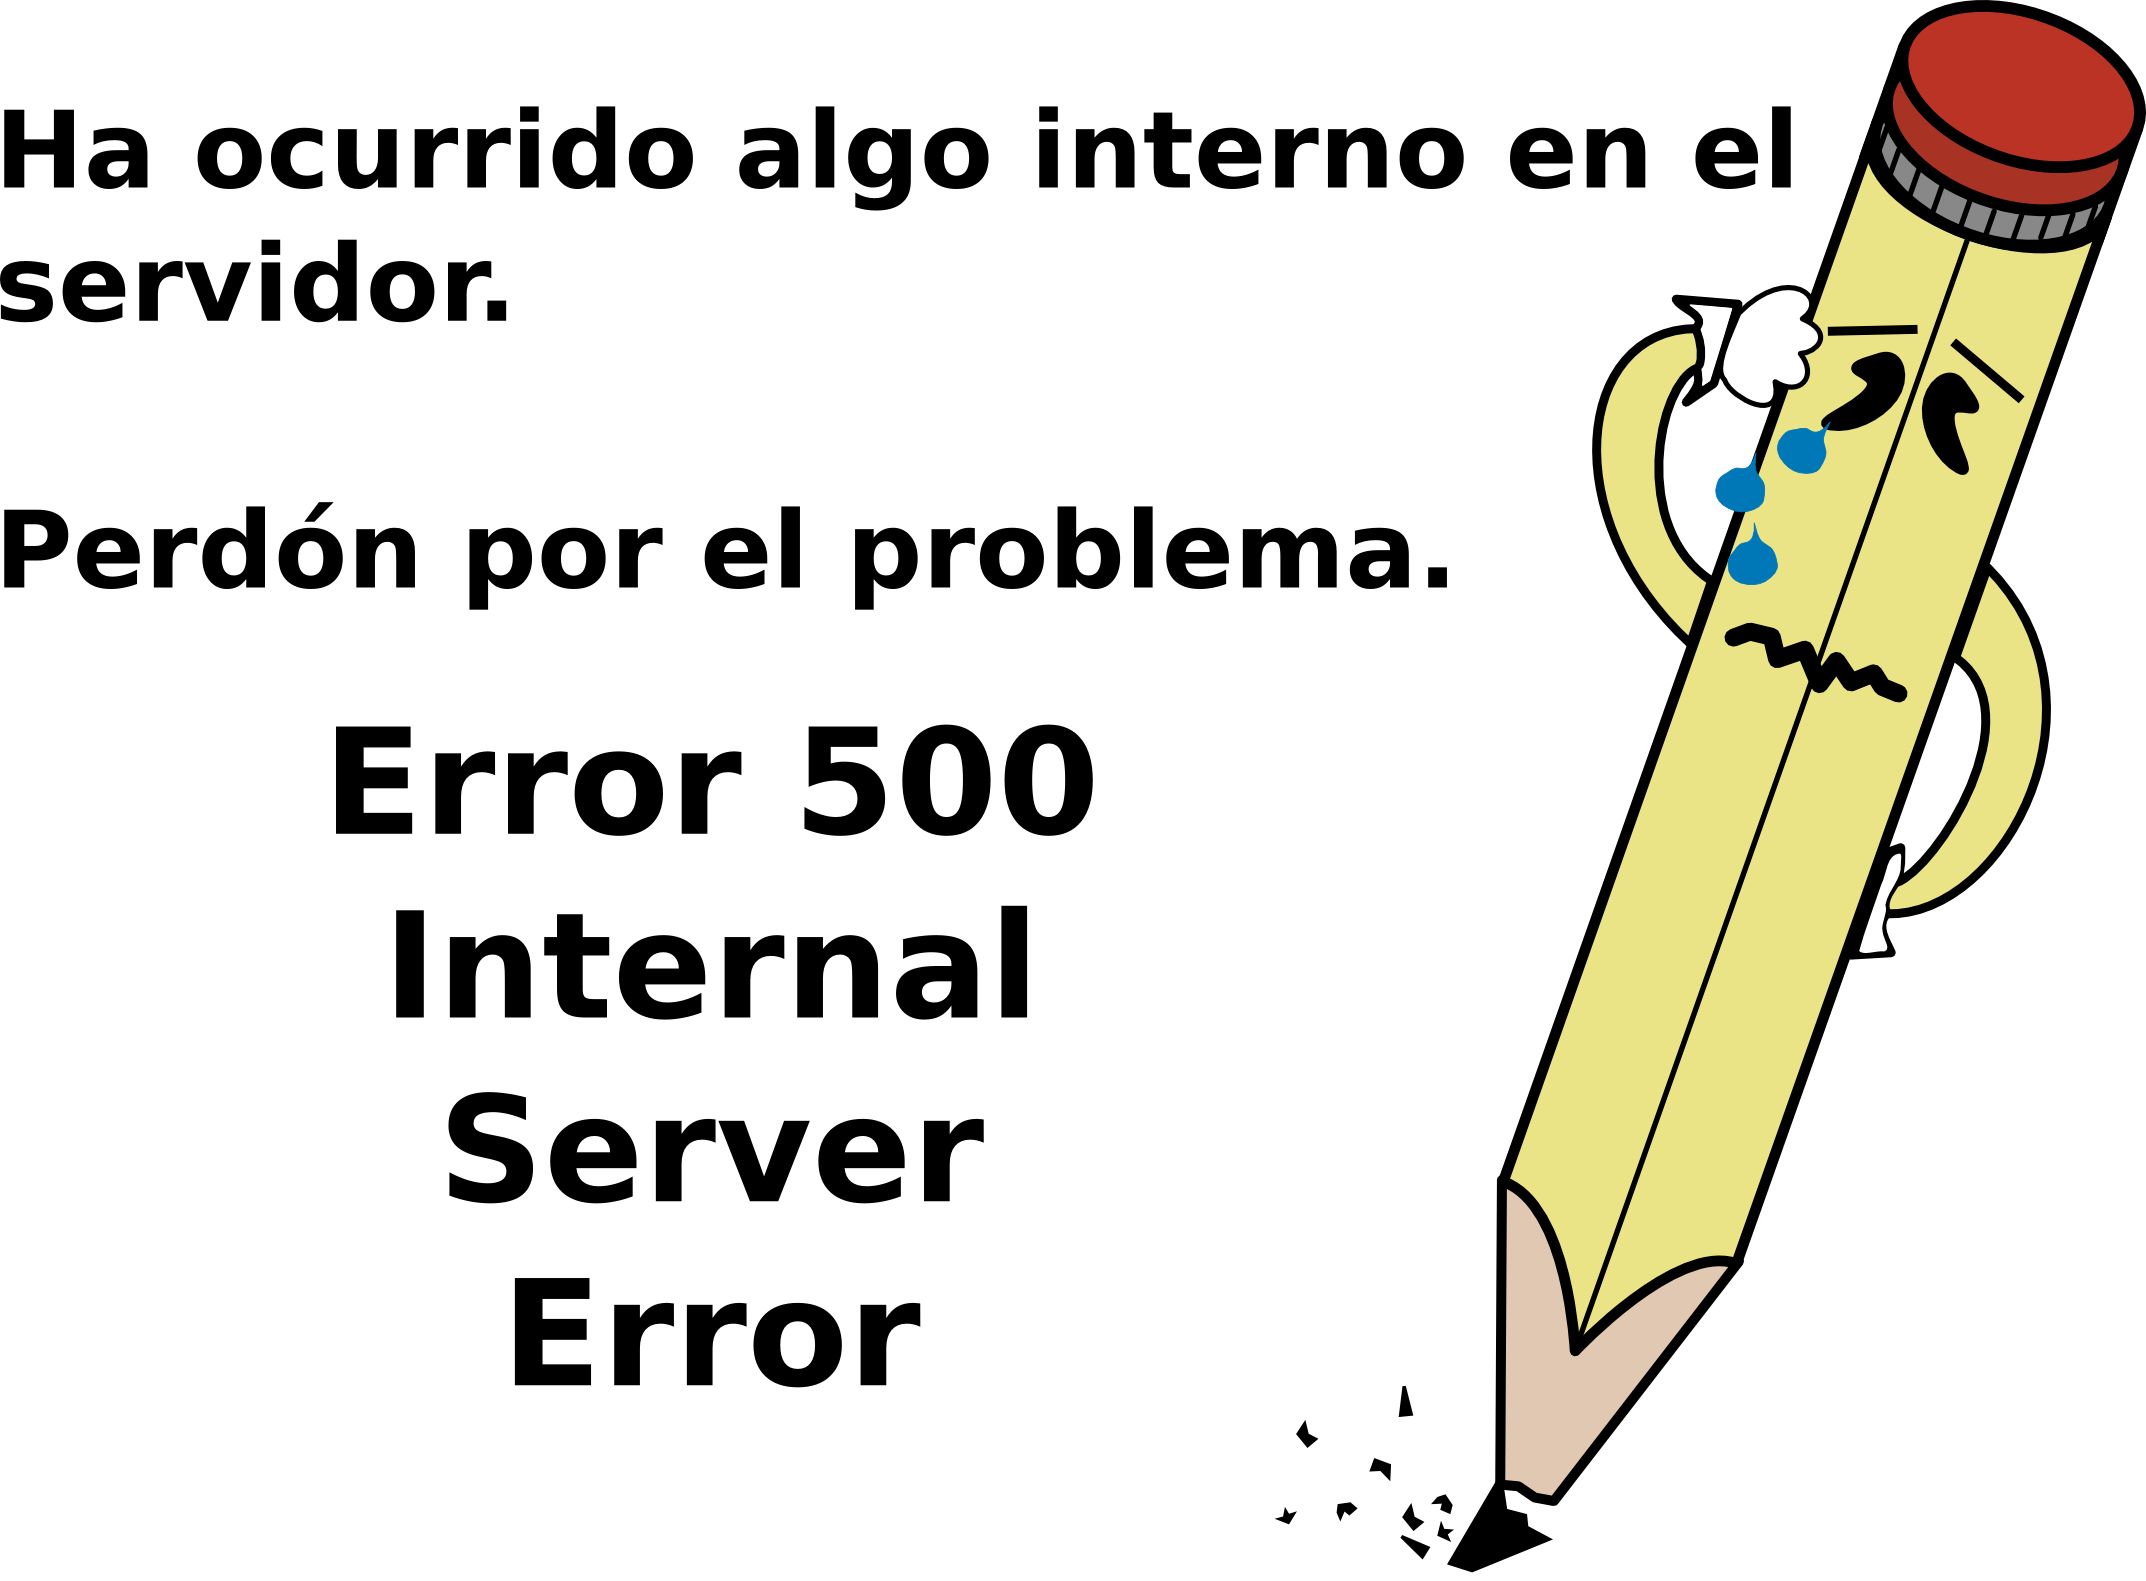 Ha ocurrido algo interno en el
servidor.
Perdón por el problema.
Error 500
Internal
Server
Error